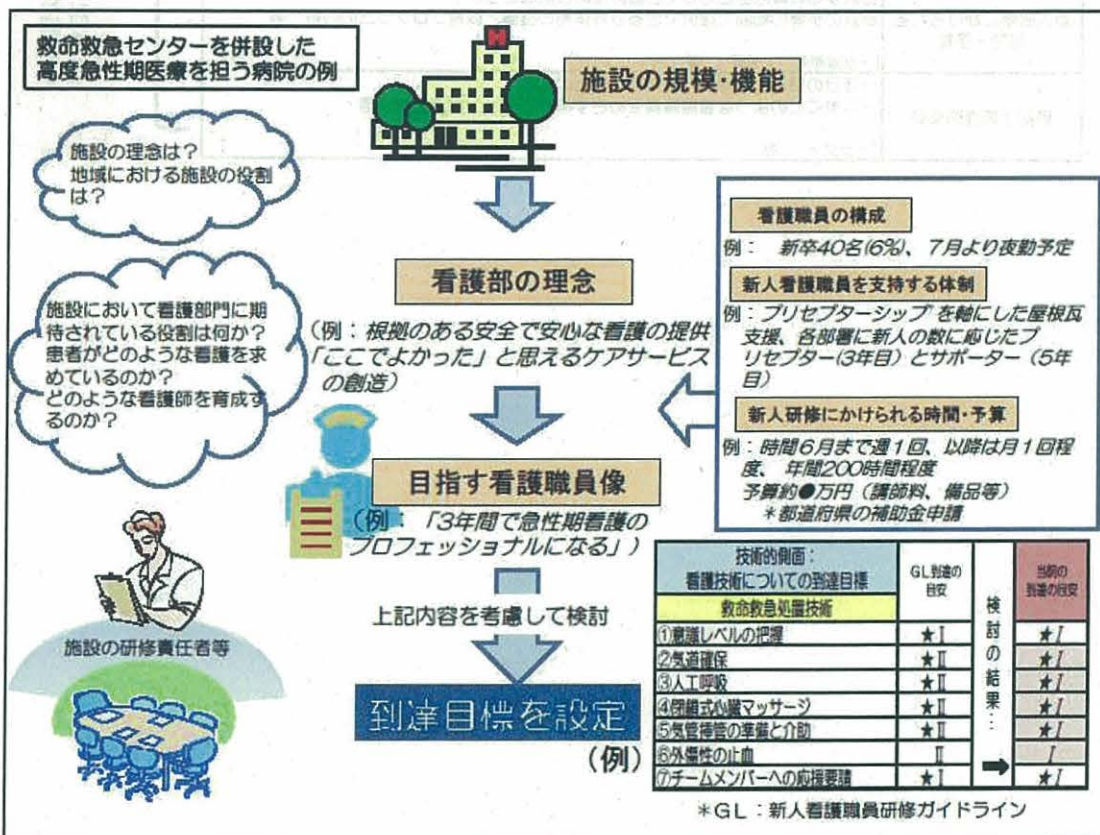 救命救急センターを併設した
高度急性期医療を担う病院の例
H
施設の規模・機能
施設の理念は？
地域における施設の役割
は？
看護部の理念
(例：根拠のある安全で安心な看護の提供
「ここでよかった」と思えるケアサービス
の創造)
施設において看護部門に期
待されている役割は何か？
患者がどのような看護を求
めているのか？
どのような看護師を育成す
るのか？
看護職員の構成
例： 新卒40名(6%)、7月より夜勤予定
新人看護職員を支持する体制
例：プリセプターシップを軸にした屋根瓦
支援、各部署に新人の数に応じたプ
リセプター(3年目)とサポーター (5年
目)
新人研修にかけられる時間・予算
例：時間6月まで週1回、以降は月1回程
度、年間200時間程度
予算約●万円 (講師料、備品等)
＊都道府県の補助金申請
目指す看護職員像
(例：「3年間で急性期看護の
プロフェッショナルになる」)
上記内容を考慮して検討
到達目標を設定
(例)
施設の研修責任者等
技術的側面：
看護技術についての到達目標
GL到達の
目安
検討の結果…
当院の
到達の目安
救命救急処置技術
①意識レベルの把握 ★Ⅰ ★Ⅰ
②気道確保 ★Ⅱ ★Ⅰ
③人工呼吸 ★Ⅱ ★Ⅰ
④閉鎖式心臓マッサージ ★Ⅱ ★Ⅰ
⑤気管挿管の準備と介助 ★Ⅱ ★Ⅰ
⑥外傷性の止血 Ⅱ Ⅰ
⑦チームメンバーへの応援要請 ★Ⅰ ★Ⅰ
＊GL：新人看護職員研修ガイドライン